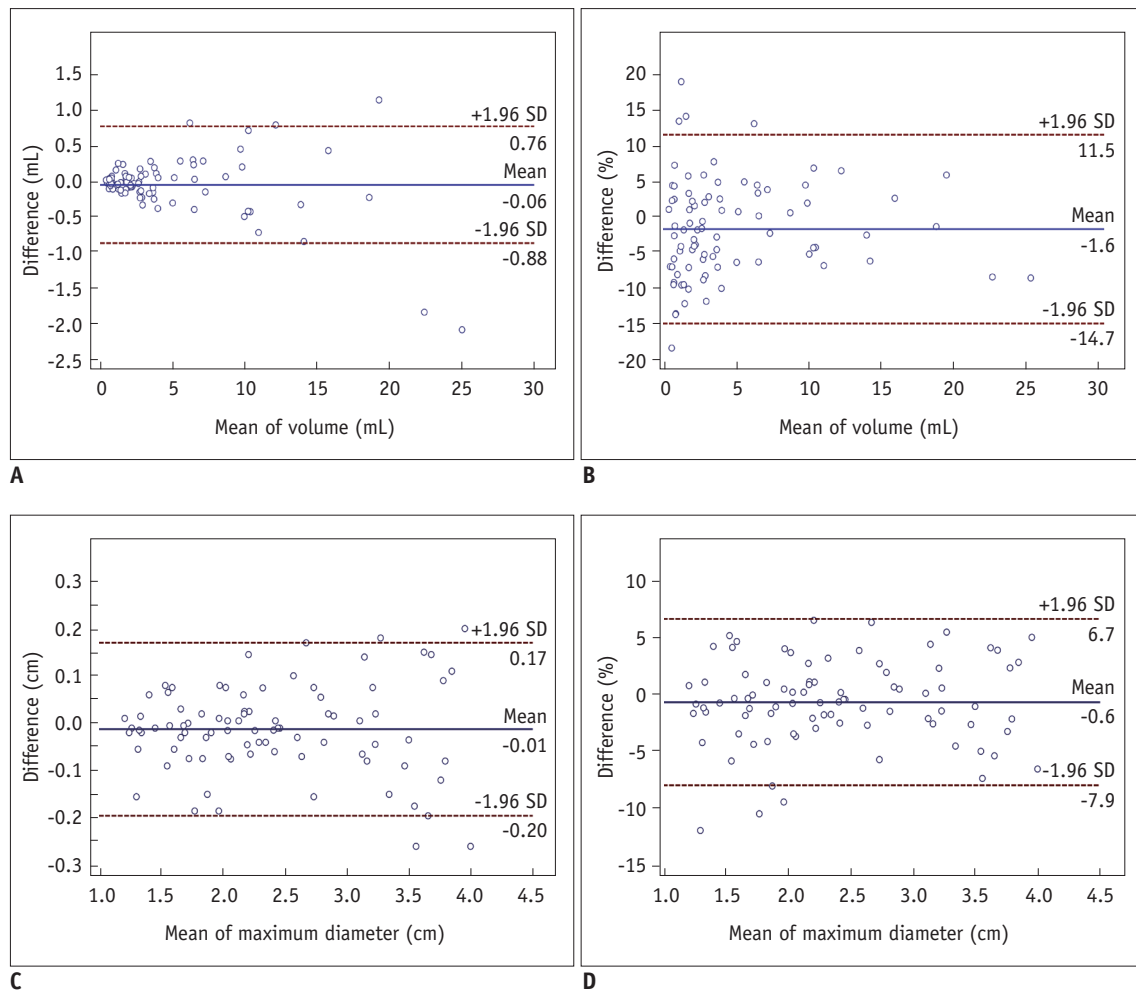 1.5
1.0
0.5
0.0
-0.5
-1.0
-1.5
-2.0
-2.5
Difference (mL)
+1.96 SD
0.76
Mean
-0.06
-1.96 SD
-0.88
0 5 10 15 20 25 30
Mean of volume (mL)
A
20
15
10
5
0
-5
-10
-15
-20
Difference (%)
+1.96 SD
11.5
Mean
-1.6
-1.96 SD
-14.7
0 5 10 15 20 25 30
Mean of volume (mL)
B
0.3
0.2
0.1
0.0
-0.1
-0.2
-0.3
Difference (cm)
+1.96 SD
0.17
Mean
-0.01
-1.96 SD
-0.20
1.0 1.5 2.0 2.5 3.0 3.5 4.0 4.5
Mean of maximum diameter (cm)
C
10
5
0
-5
-10
-15
Difference (%)
+1.96 SD
6.7
Mean
-0.6
-1.96 SD
-7.9
1.0 1.5 2.0 2.5 3.0 3.5 4.0 4.5
Mean of maximum diameter (cm)
D